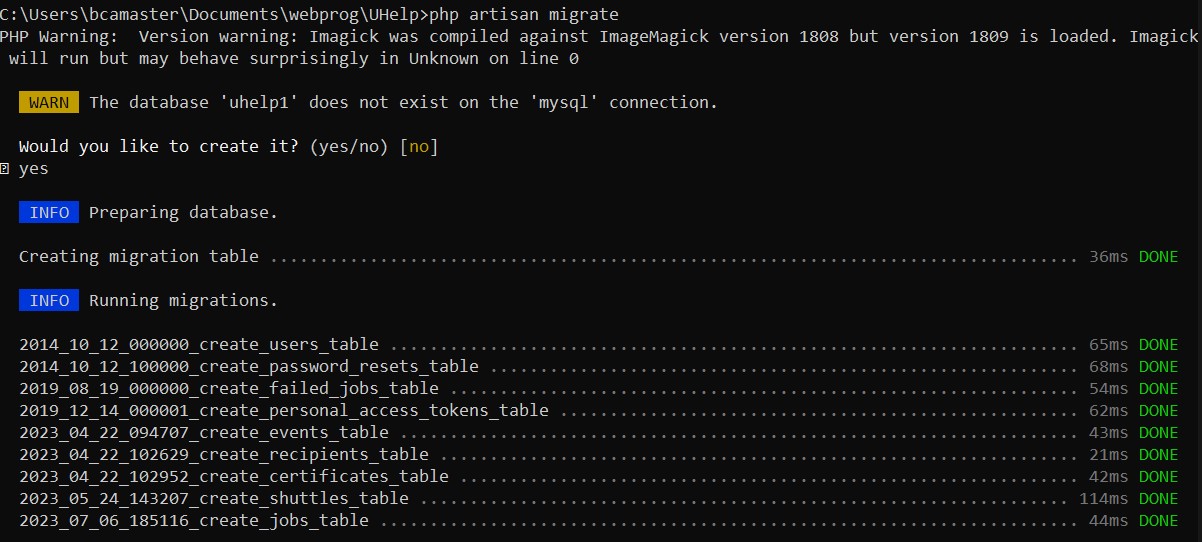 C:\Users\bcamaster\Documents\webprog\UHelp>php artisan migrate
PHP Warning:  Version warning: Imagick was compiled against ImageMagick version 1808 but version 1809 is loaded. Imagick
 will run but may behave surprisingly in Unknown on line 0
WARN  The database 'uhelp1' does not exist on the 'mysql' connection.
Would you like to create it? (yes/no) [no]
yes
INFO  Preparing database.
Creating migration table ................................................................................. 36ms DONE
INFO  Running migrations.
2014_10_12_000000_create_users_table ..................................................................... 65ms DONE
2014_10_12_100000_create_password_resets_table ........................................................... 68ms DONE
2019_08_19_000000_create_failed_jobs_table ............................................................... 54ms DONE
2019_12_14_000001_create_personal_access_tokens_table .................................................... 62ms DONE
2023_04_22_094707_create_events_table .................................................................... 43ms DONE
2023_04_22_102629_create_recipients_table ................................................................ 21ms DONE
2023_04_22_102952_create_certificates_table .............................................................. 42ms DONE
2023_05_24_143207_create_shuttles_table ................................................................. 114ms DONE
2023_07_06_185116_create_jobs_table ...................................................................... 44ms DONE